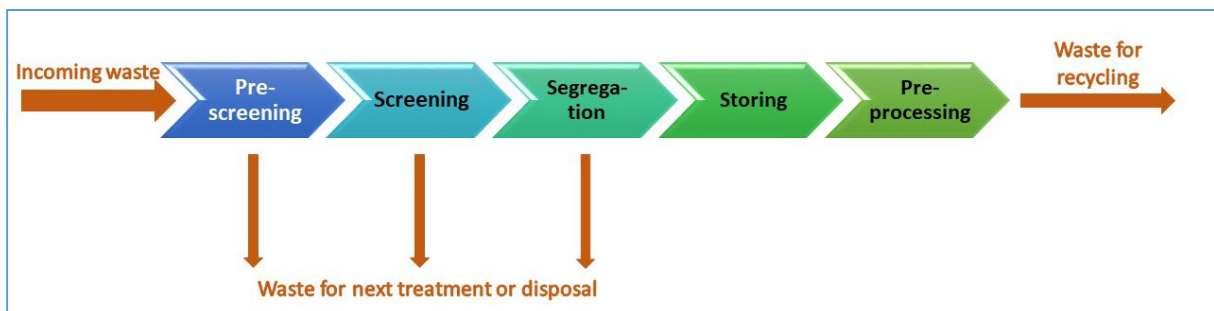 Incoming waste
Pre-
screening
Screening
Segrega-
tion
Storing
Pre-
processing
Waste for
recycling
Waste for next treatment or disposal